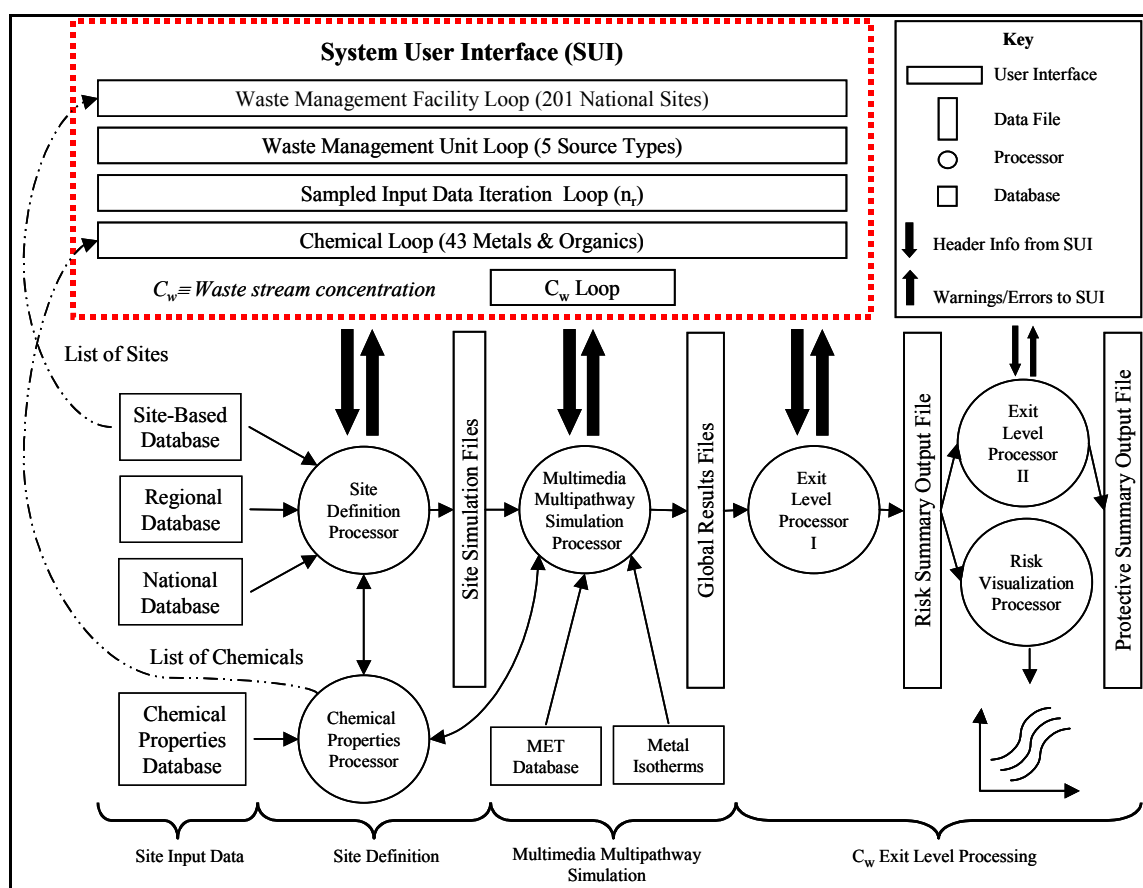 System User Interface (SUI)
Waste Management Facility Loop (201 National Sites)
Waste Management Unit Loop (5 Source Types)
Sampled Input Data Iteration Loop (nr)
Chemical Loop (43 Metals & Organics)
Cw≡ Waste stream concentration
Cw Loop
Key
User Interface
Data File
Processor
Database
Header Info from SUI
Warnings/Errors to SUI
List of Sites
Site-Based
Database
Regional
Database
National
Database
List of Chemicals
Chemical
Properties
Database
Site
Definition
Processor
Chemical
Properties
Processor
Site Simulation Files
Multimedia
Multipathway
Simulation
Processor
MET
Database
Metal
Isotherms
Global Results Files
Exit
Level
Processor
I
Risk Summary Output File
Exit
Level
Processor
II
Risk
Visualization
Processor
Protective Summary Output File
Site Input Data
Site Definition
Multimedia Multipathway
Simulation
Cw Exit Level Processing